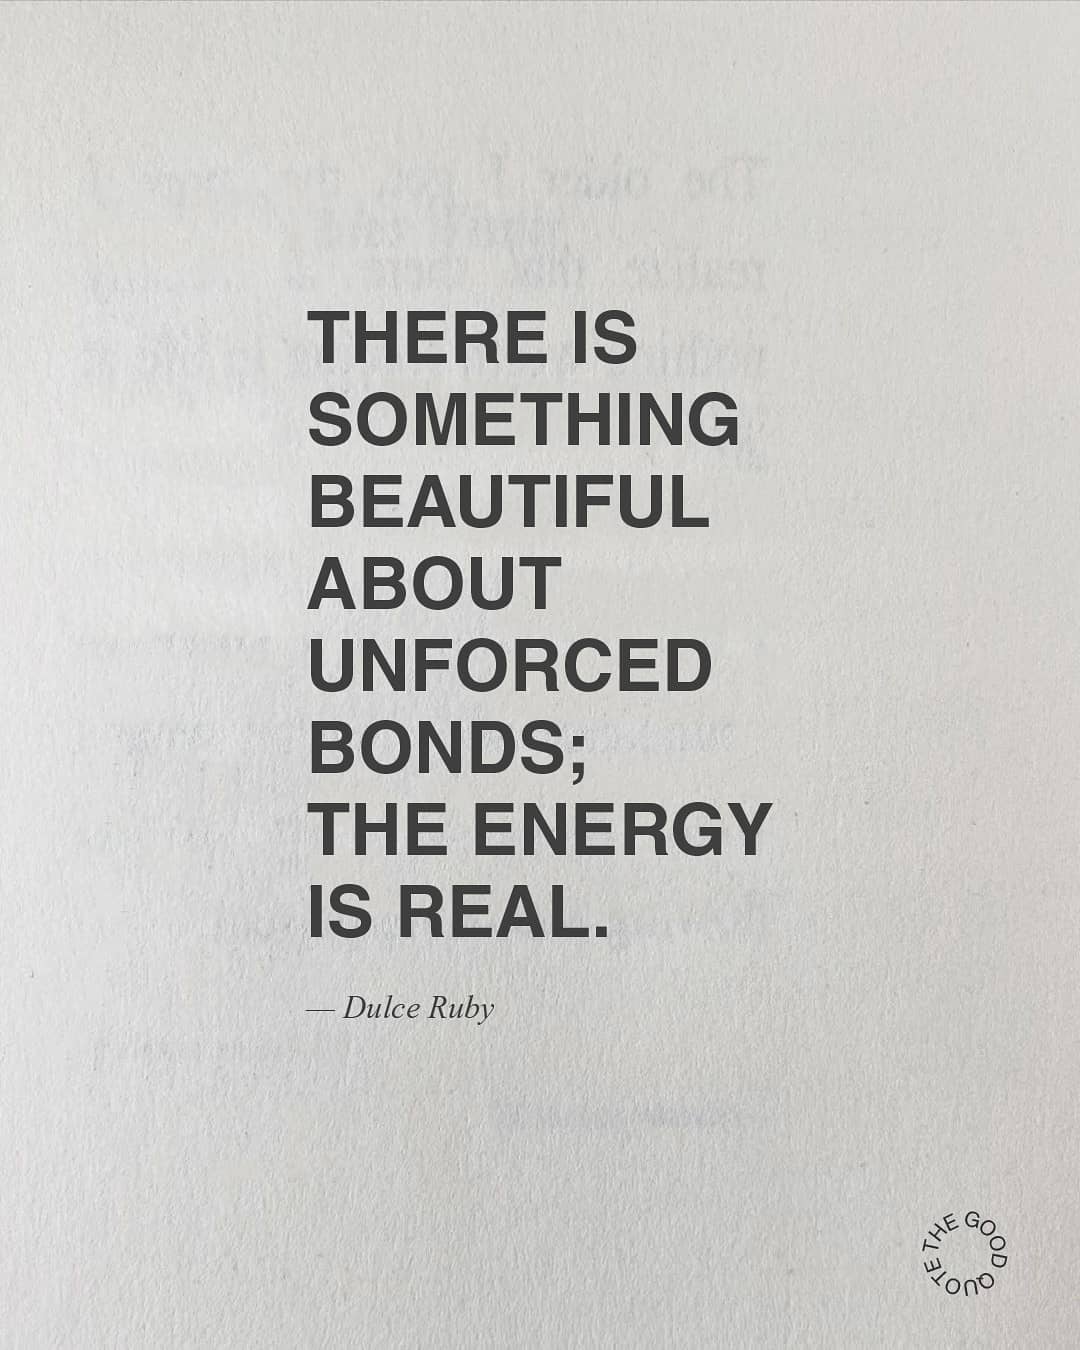 THERE IS
SOMETHING
BEAUTIFUL
ABOUT
UNFORCED
BONDS;
THE ENERGY
IS REAL.
— Dulce Ruby
THE GOOD QUOTE